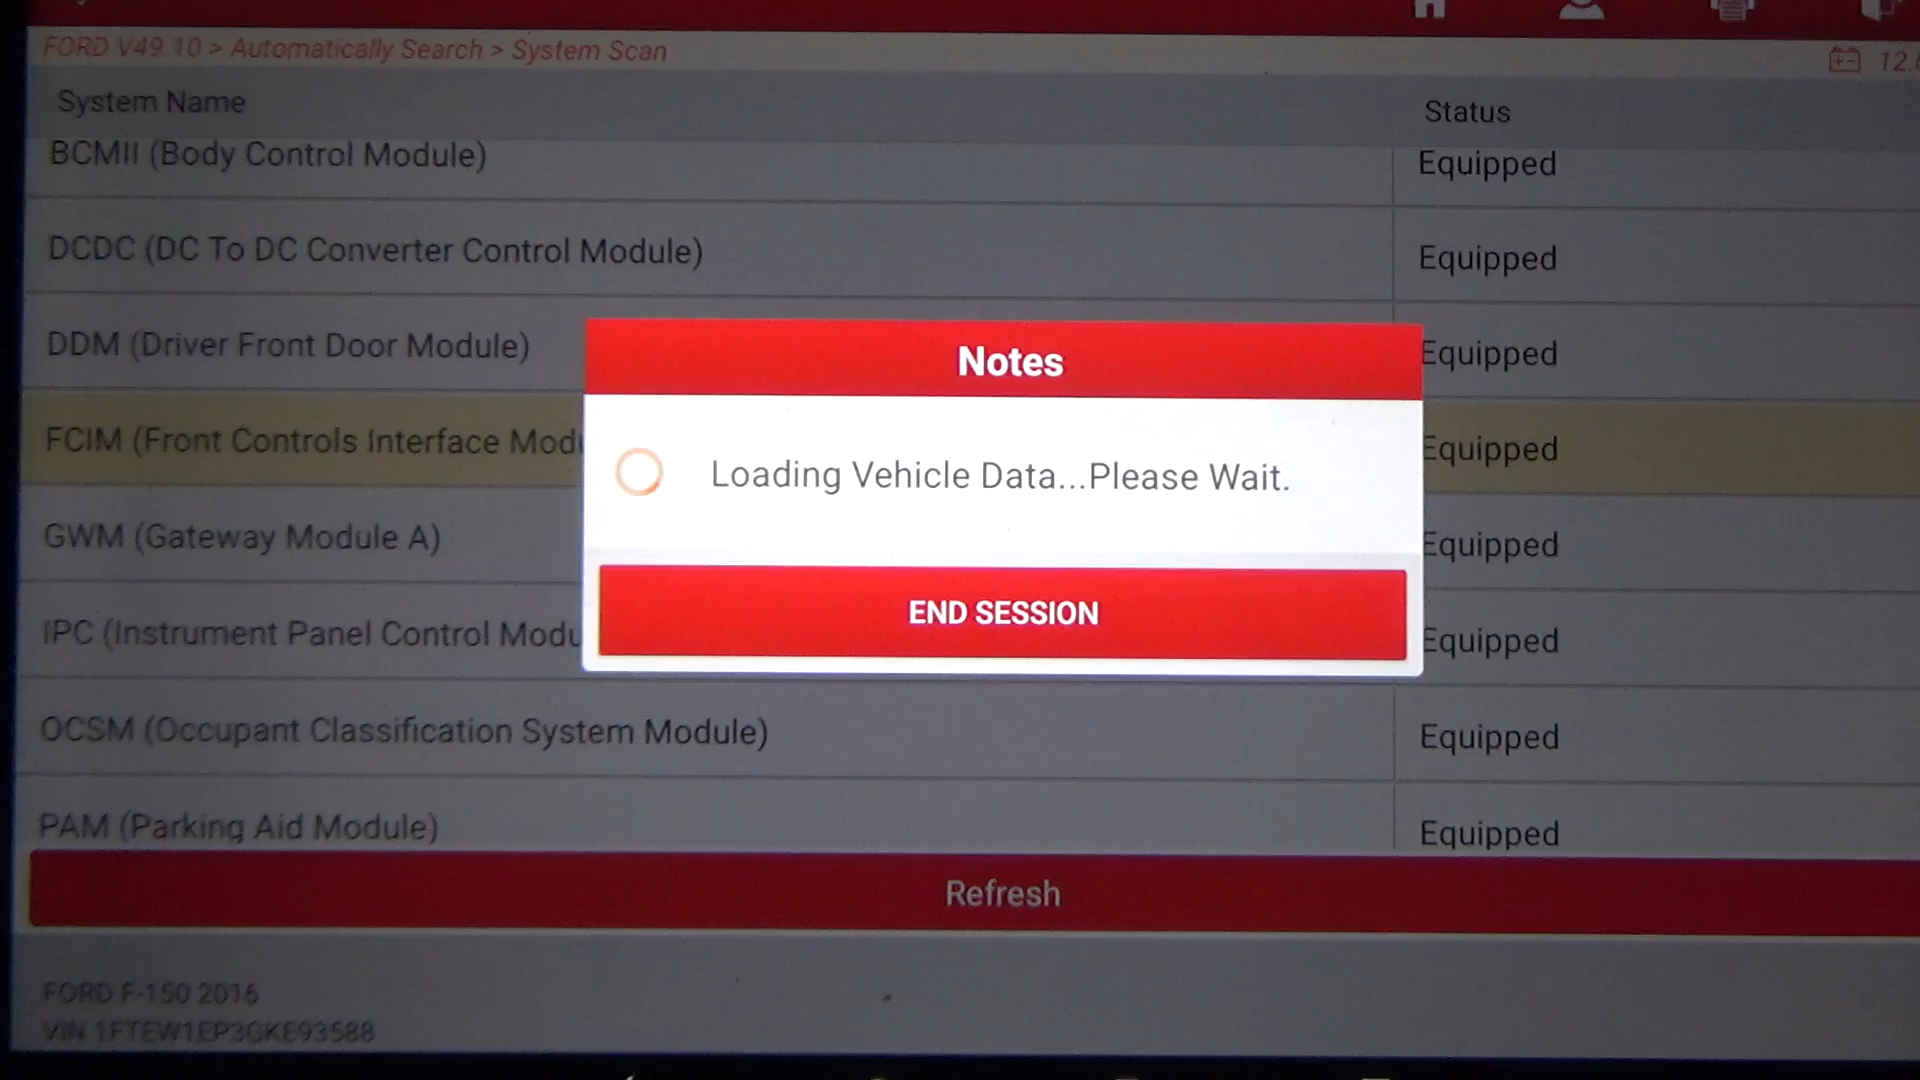 FORD V49.10 > Automatically Search > System Scan
System Name Status
BCMII (Body Control Module) Equipped
DCDC (DC To DC Converter Control Module) Equipped
DDM (Driver Front Door Module) Equipped
FCIM (Front Controls Interface Modu Equipped
GWM (Gateway Module A) Equipped
IPC (Instrument Panel Control Modu Equipped
OCSM (Occupant Classification System Module) Equipped
PAM (Parking Aid Module) Equipped
Notes
Loading Vehicle Data...Please Wait.
END SESSION
Refresh
FORD F-150 2016
VIN 1FTEW1EP3GKE93588